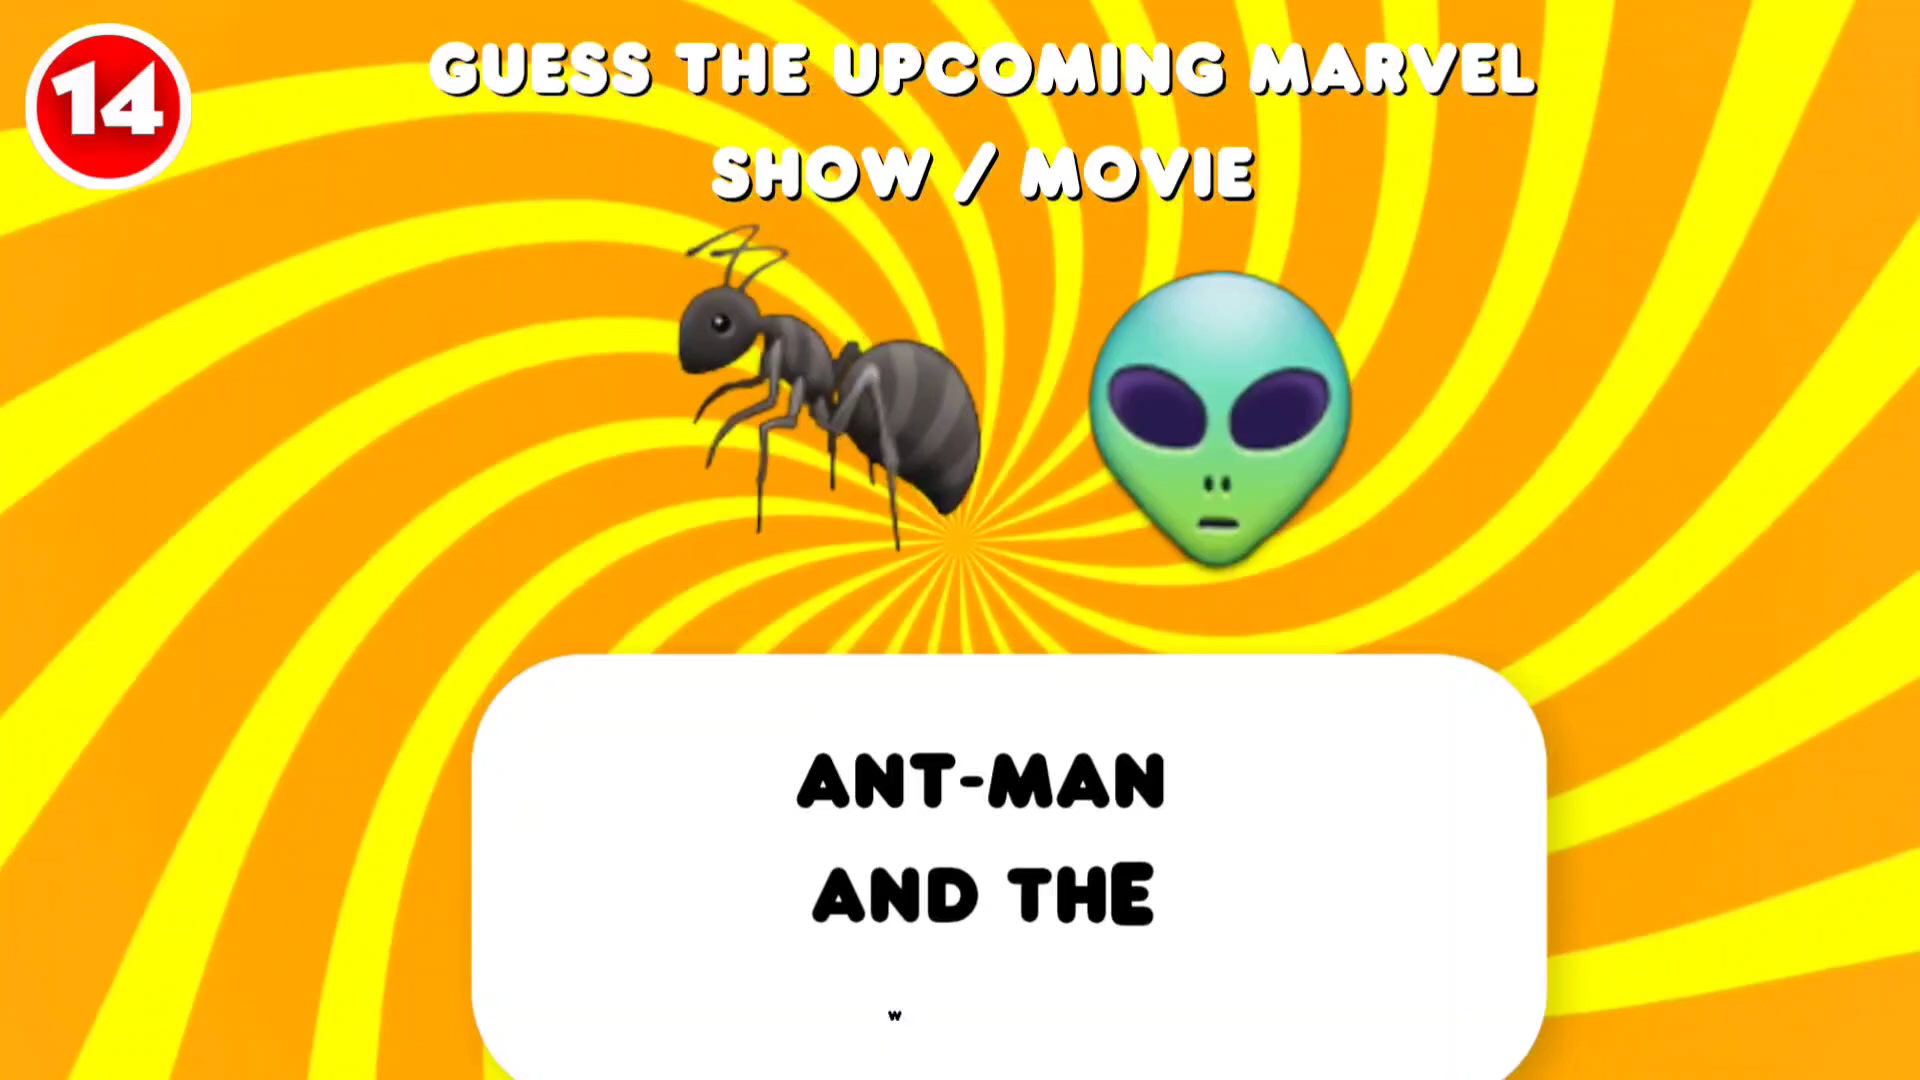 14
GUESS THE UPCOMING MARVEL
SHOW / MOVIE
ANT-MAN
AND THE
W